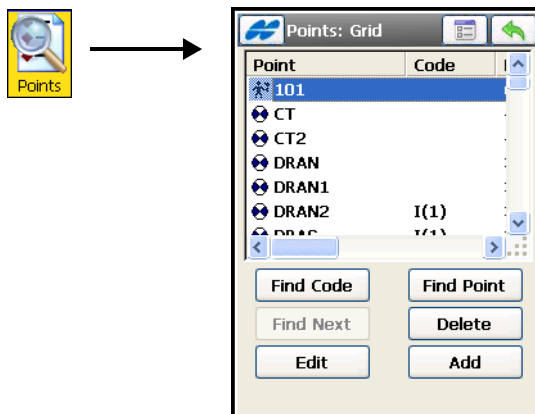 Points
Points: Grid
Point Code
101
CT
CT2
DRAN
DRAN1
DRAN2 I(1)
Find Code Find Point
Find Next Delete
Edit Add